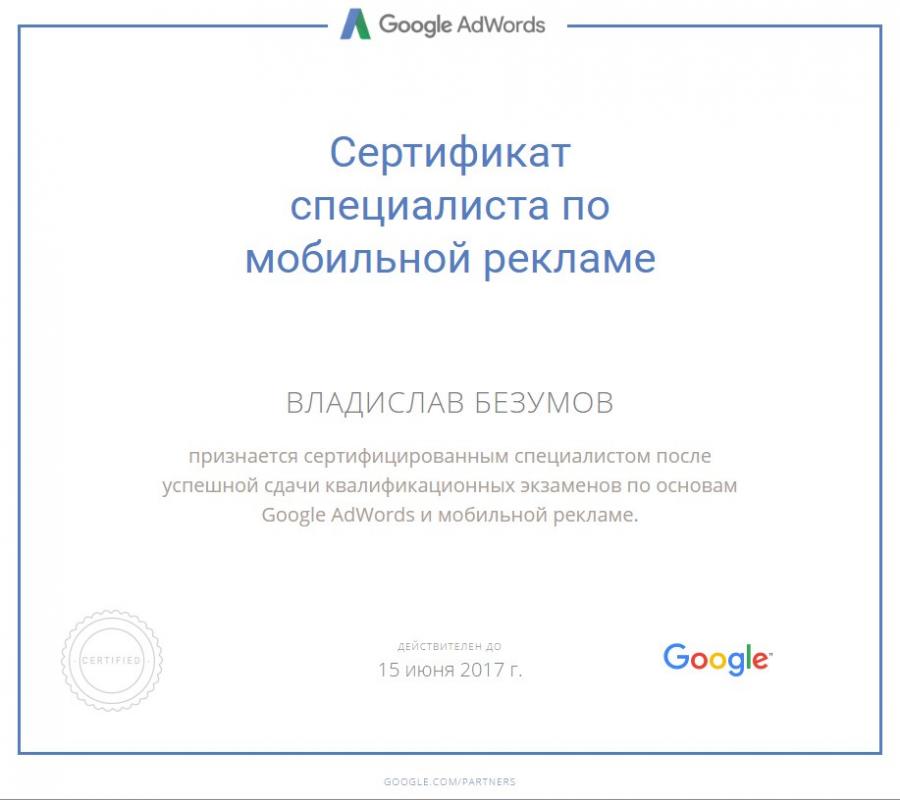 Google AdWords
Сертификат
специалиста по
мобильной рекламе
ВЛАДИСЛАВ БЕЗУМОВ
признается сертифицированным специалистом после
успешной сдачи квалификационных экзаменов по основам
Google AdWords и мобильной рекламе.
CERTIFIED
ДЕЙСТВИТЕЛЕН ДО
15 июня 2017 г.
Google™
GOOGLE.COM/PARTNERS